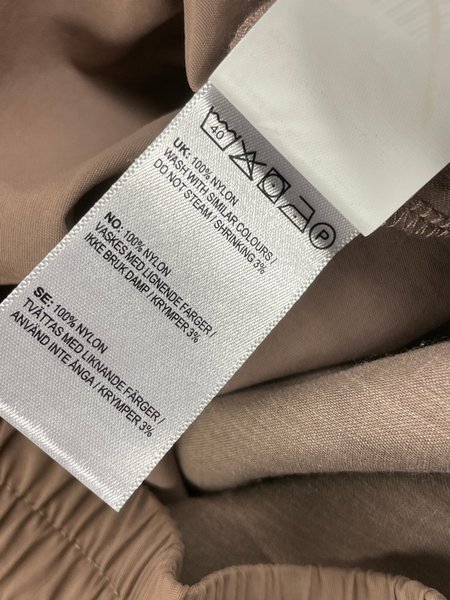 40 P
UK: 100% NYLON
WASH WITH SIMILAR COLOURS /
DO NOT STEAM / SHRINKING 3%
NO: 100% NYLON
VASKES MED LIGNENDE FARGER /
IKKE BRUK DAMP / KRYMPER 3%
SE: 100% NYLON
TVÄTTAS MED LIKNANDE FÄRGER /
ANVÄND INTE ÅNGA / KRYMPER 3%